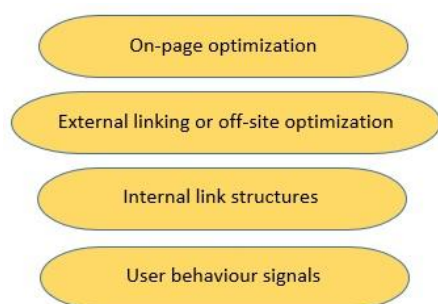 On-page optimization
External linking or off-site optimization
Internal link structures
User behaviour signals